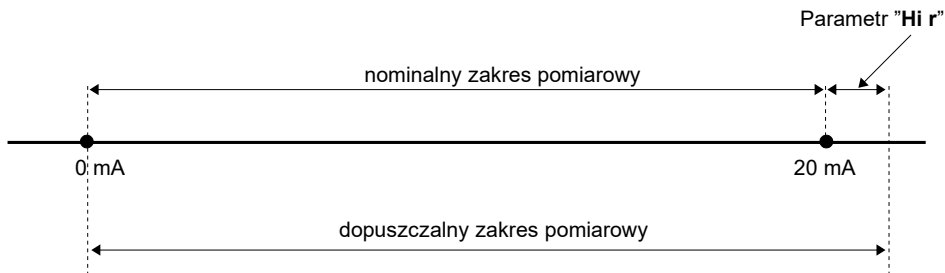 Parametr ”Hi r”
nominalny zakres pomiarowy
0 mA
20 mA
dopuszczalny zakres pomiarowy